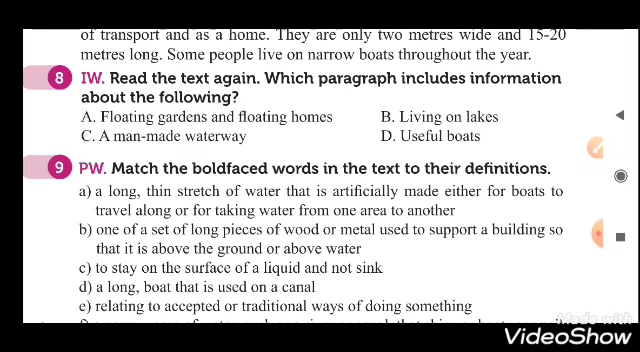 of transport and as a home. They are only two metres wide and 15-20
metres long. Some people live on narrow boats throughout the year.
8 IW. Read the text again. Which paragraph includes information
about the following?
A. Floating gardens and floating homes B. Living on lakes
C. A man-made waterway D. Useful boats
9 PW. Match the boldfaced words in the text to their definitions.
a) a long, thin stretch of water that is artificially made either for boats to
travel along or for taking water from one area to another
b) one of a set of long pieces of wood or metal used to support a building so
that it is above the ground or above water
c) to stay on the surface of a liquid and not sink
d) a long, boat that is used on a canal
e) relating to accepted or traditional ways of doing something
Made with
VideoShow